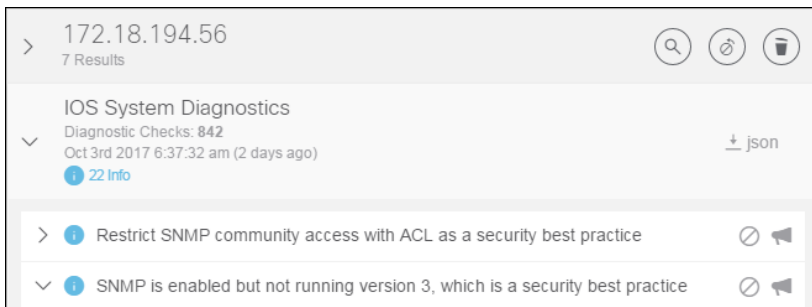 172.18.194.56
7 Results
IOS System Diagnostics
Diagnostic Checks: 842
Oct 3rd 2017 6:37:32 am (2 days ago)
json
i 22 Info
i Restrict SNMP community access with ACL as a security best practice
i SNMP is enabled but not running version 3, which is a security best practice